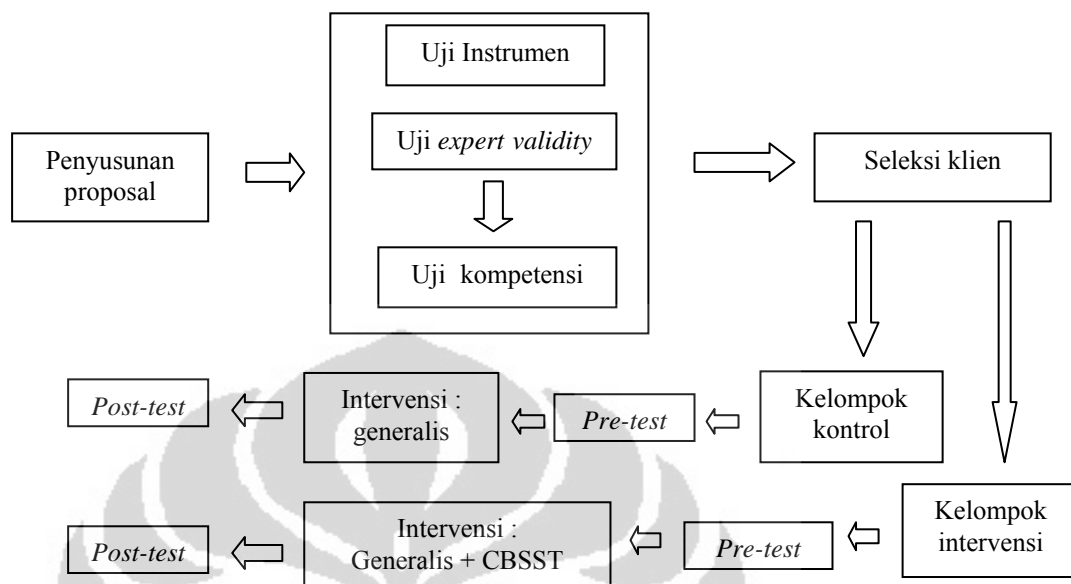 Uji Instrumen
Penyusunan
proposal
Uji expert validity
Uji kompetensi
Seleksi klien
Kelompok
kontrol
Pre-test
Intervensi :
generalis
Post-test
Kelompok
intervensi
Pre-test
Intervensi :
Generalis + CBSST
Post-test